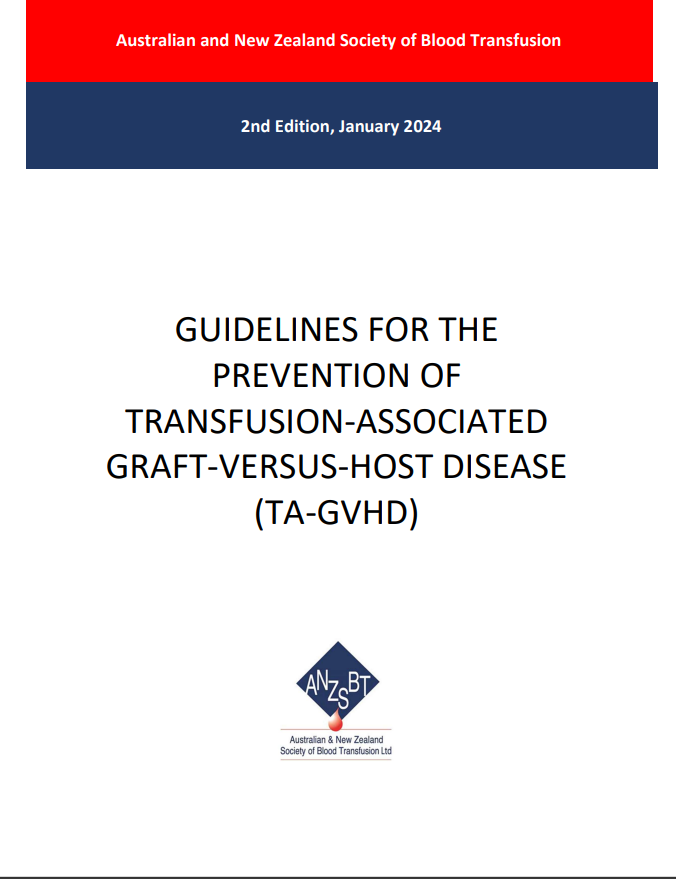 Australian and New Zealand Society of Blood Transfusion
2nd Edition, January 2024
GUIDELINES FOR THE
PREVENTION OF
TRANSFUSION-ASSOCIATED
GRAFT-VERSUS-HOST DISEASE
(TA-GVHD)
ANZSBT
Australian & New Zealand
Society of Blood Transfusion Ltd